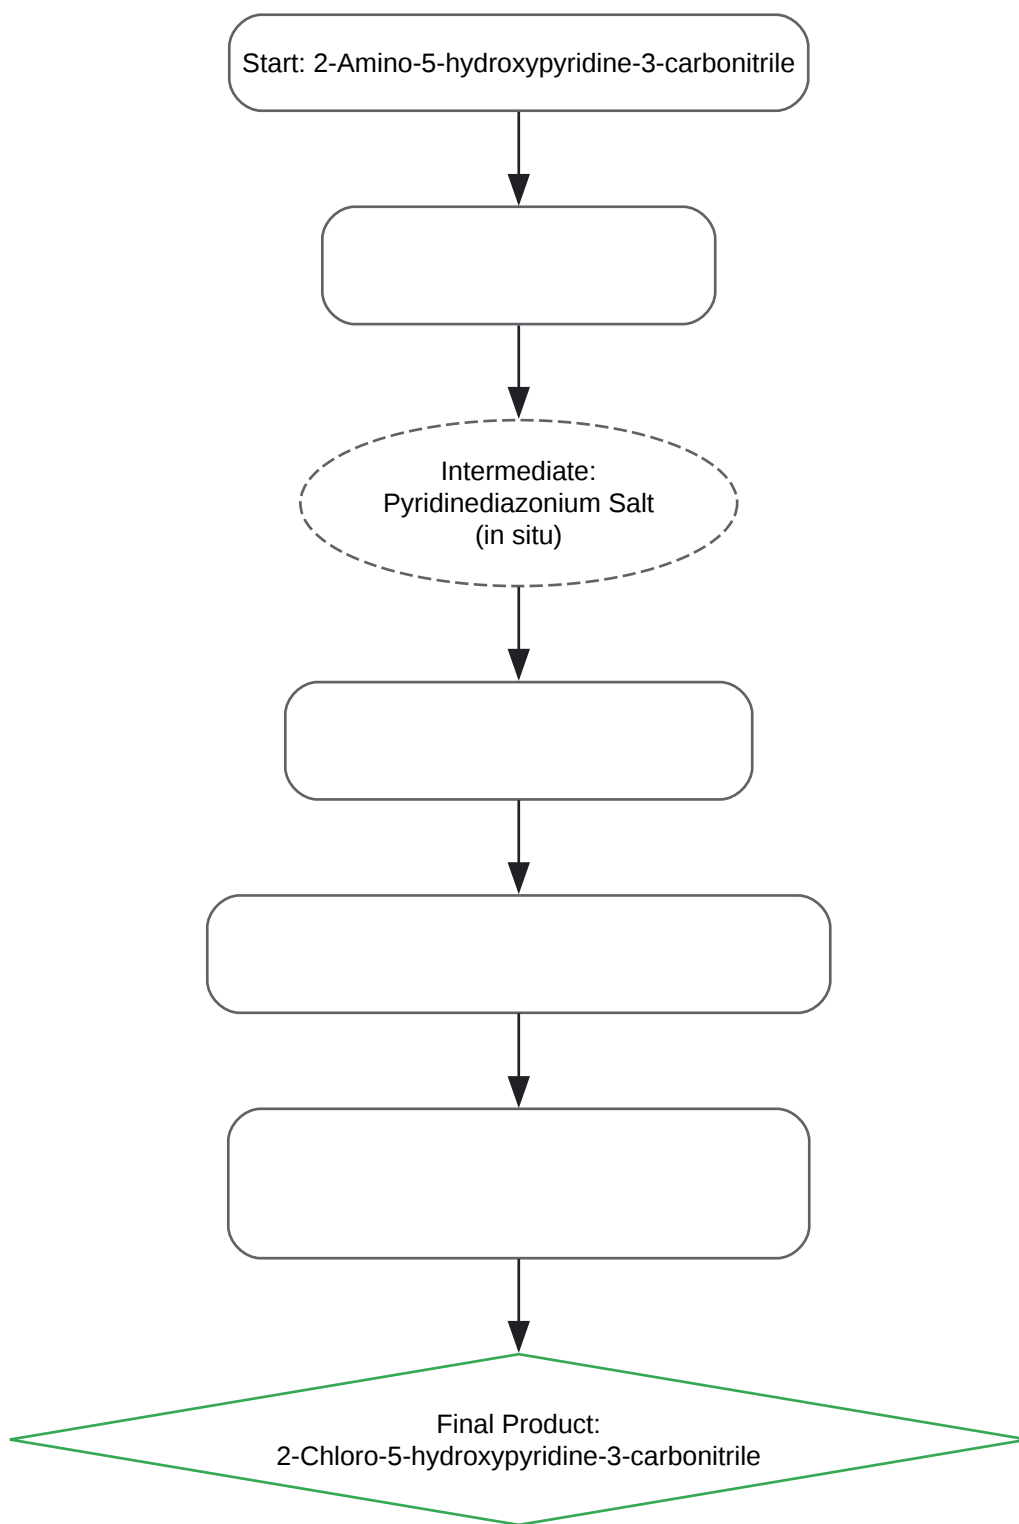 Start: 2-Amino-5-hydroxypyridine-3-carbonitrile
Intermediate:
Pyridinediazonium Salt
(in situ)
Final Product:
2-Chloro-5-hydroxypyridine-3-carbonitrile